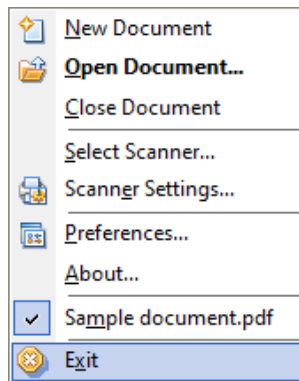 New Document
Open Document...
Close Document
Select Scanner...
Scanner Settings...
Preferences...
About...
Sample document.pdf
Exit